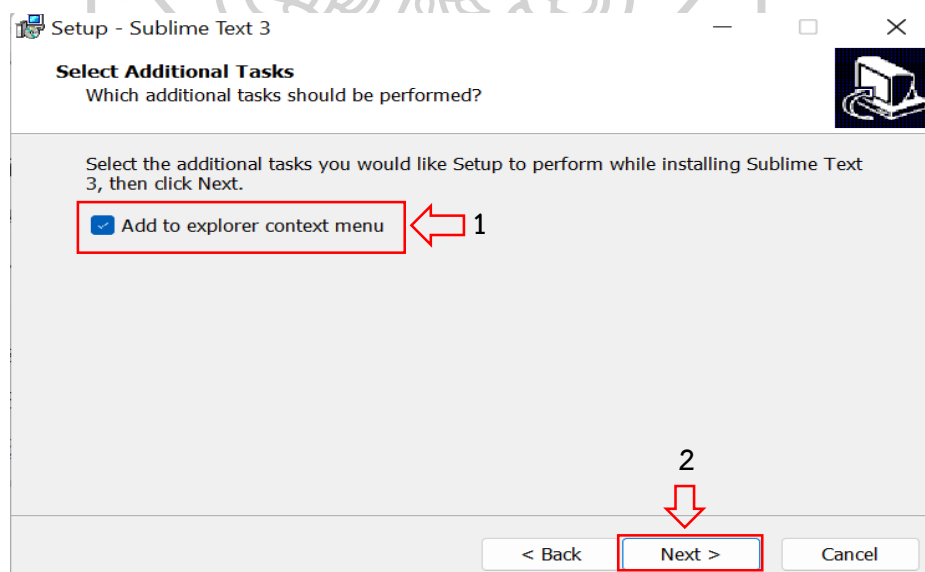 Setup - Sublime Text 3
Select Additional Tasks
Which additional tasks should be performed?
Select the additional tasks you would like Setup to perform while installing Sublime Text
3, then click Next.
Add to explorer context menu
1
2
< Back
Next >
Cancel